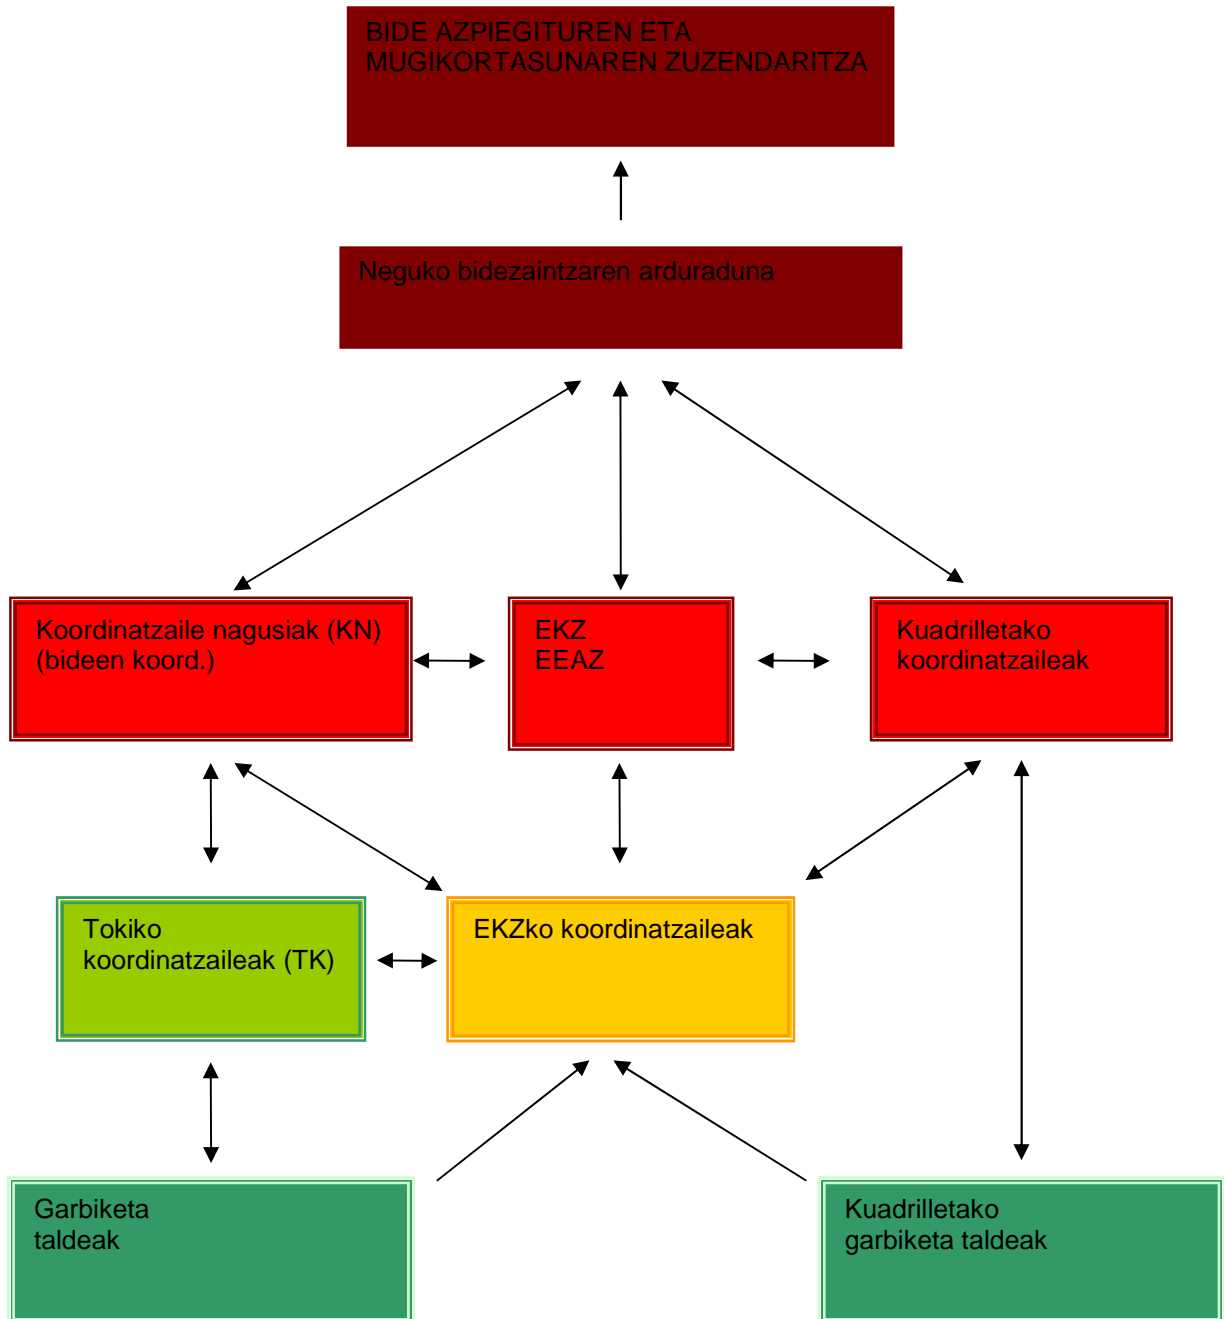 BIDE AZPIEGITUREN ETA
MUGIKORTASUNAREN ZUZENDARITZA
Neguko bidezaintzaren arduraduna
Koordinatzaile nagusiak (KN)
(bideen koord.)
EKZ
EEAZ
Kuadrilletako
koordinatzaileak
Tokiko
koordinatzaileak (TK)
EKZko koordinatzaileak
Garbiketa
taldeak
Kuadrilletako
garbiketa taldeak